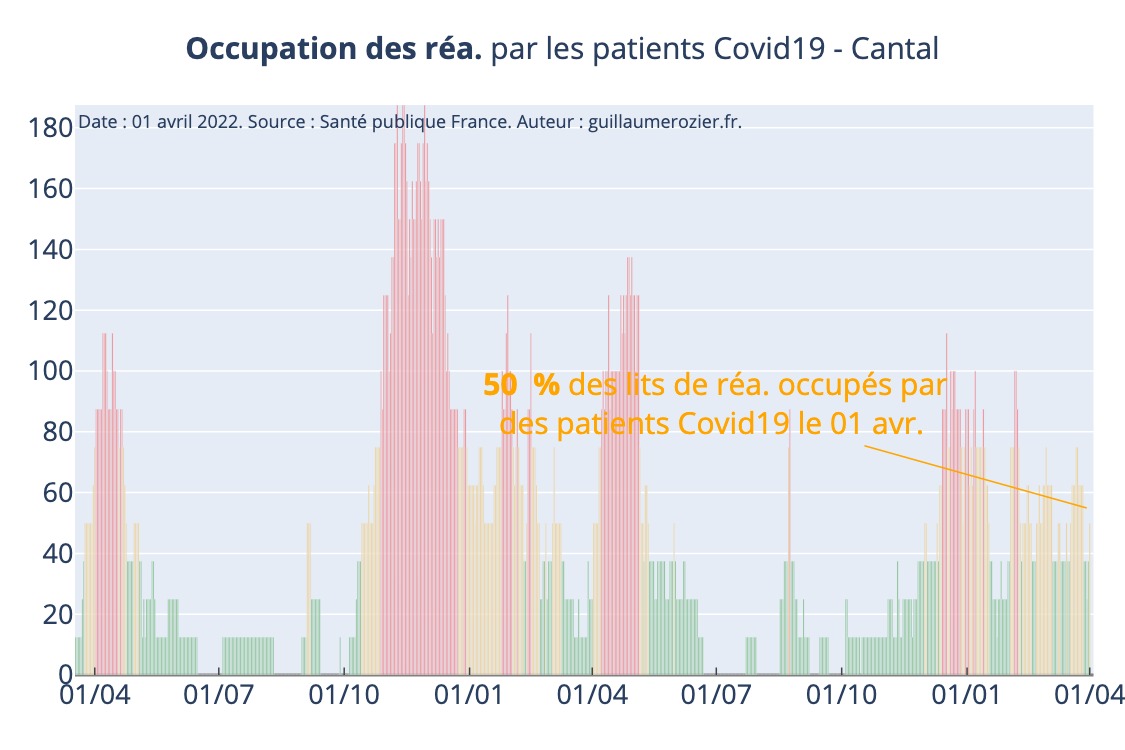 Occupation des réa. par les patients Covid19 - Cantal
Date : 01 avril 2022. Source : Santé publique France. Auteur : guillaumerozier.fr.
180
160
140
120
100
80
60
40
20
0
50 % des lits de réa. occupés par
des patients Covid19 le 01 avr.
01/04 01/07 01/10 01/01 01/04 01/07 01/10 01/01 01/04